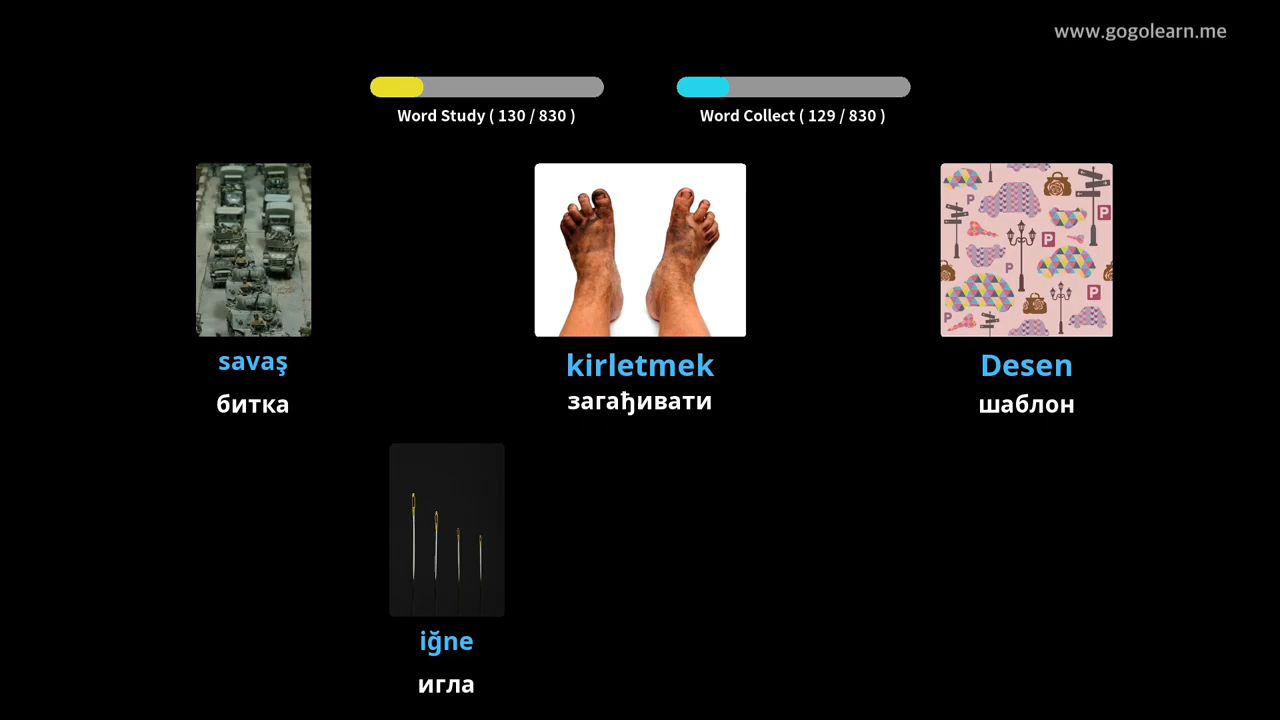 www.gogolearn.me
Word Study ( 130 / 830 )
Word Collect ( 129 / 830 )
savaş
битка
kirletmek
загађивати
Desen
шаблон
iğne
игла